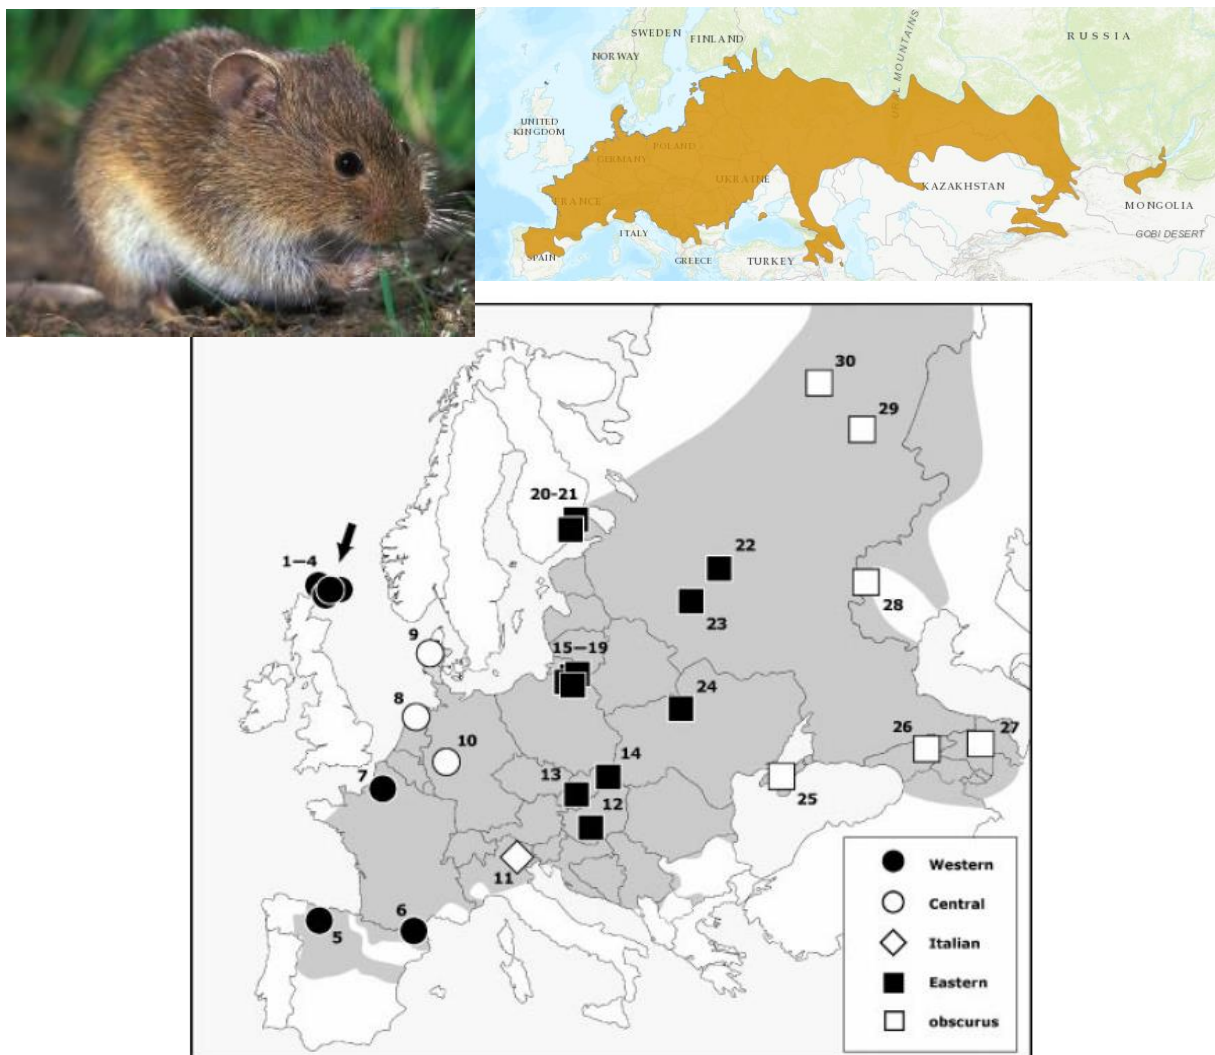 SWEDEN
FINLAND
NORWAY
RUSSIA
URAL MOUNTAINS
UNITED
KINGDOM
POLAND
GERMANY
UKRAINE
KAZAKHSTAN
FRANCE
MONGOLIA
ITALY
GOBI DESERT
SPAIN
GREECE
TURKEY
30
29
20-21
22
1—4
28
23
9
15—19
24
8
26
27
10
14
7
13
25
12
11
6
5
Western
Central
Italian
Eastern
obscurus